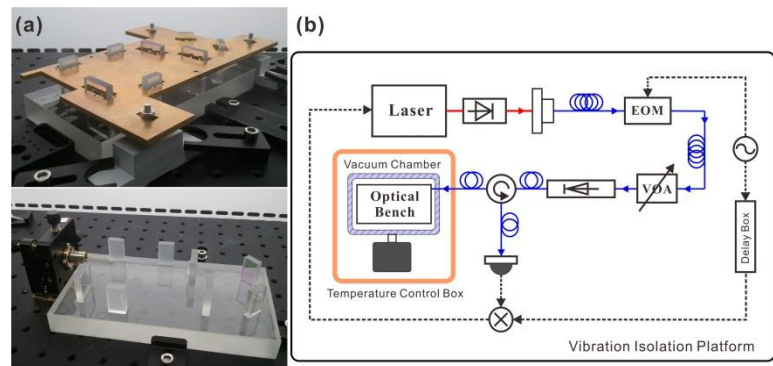 (a)
(b)
Laser
EOM
Vacuum Chamber
Optical
Bench
VOA
Delay Box
Temperature Control Box
Vibration Isolation Platform